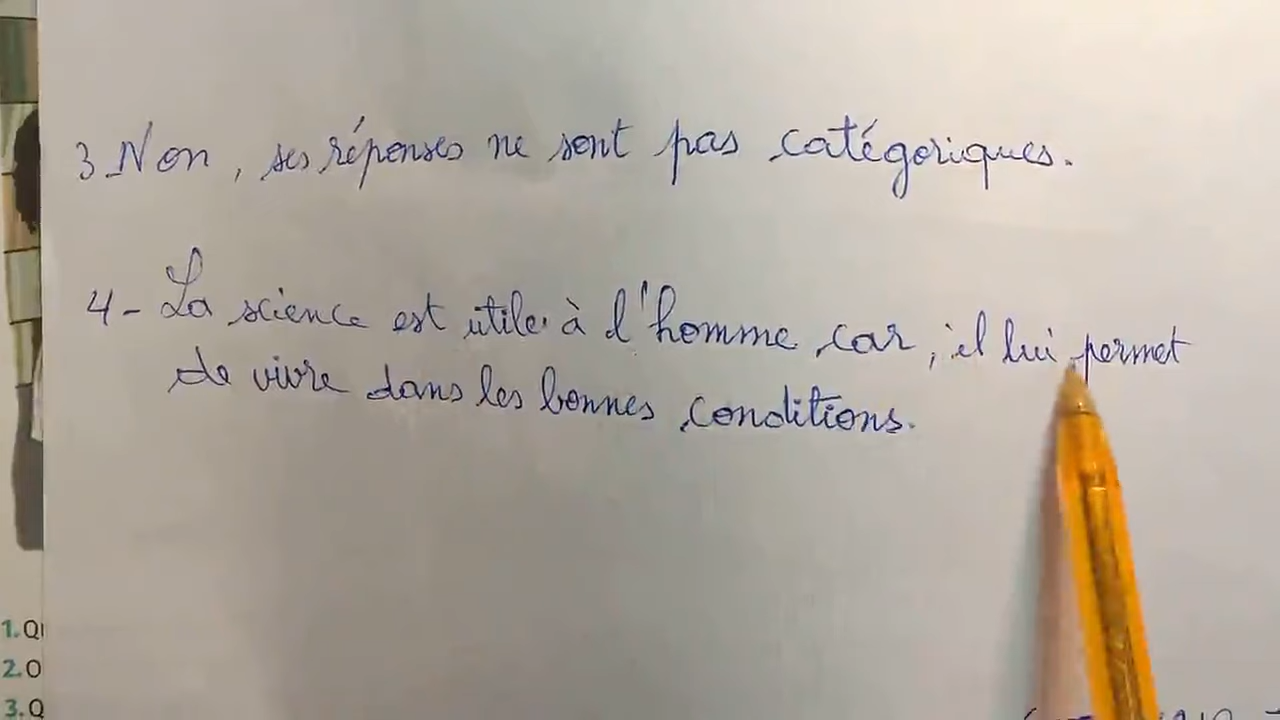 3 Non, ses réponses ne sont pas catégoriques.
4- La science est utile à l'homme car, il lui permet
de vivre dans les bonnes conditions.
1. Q
2. O
3. Q